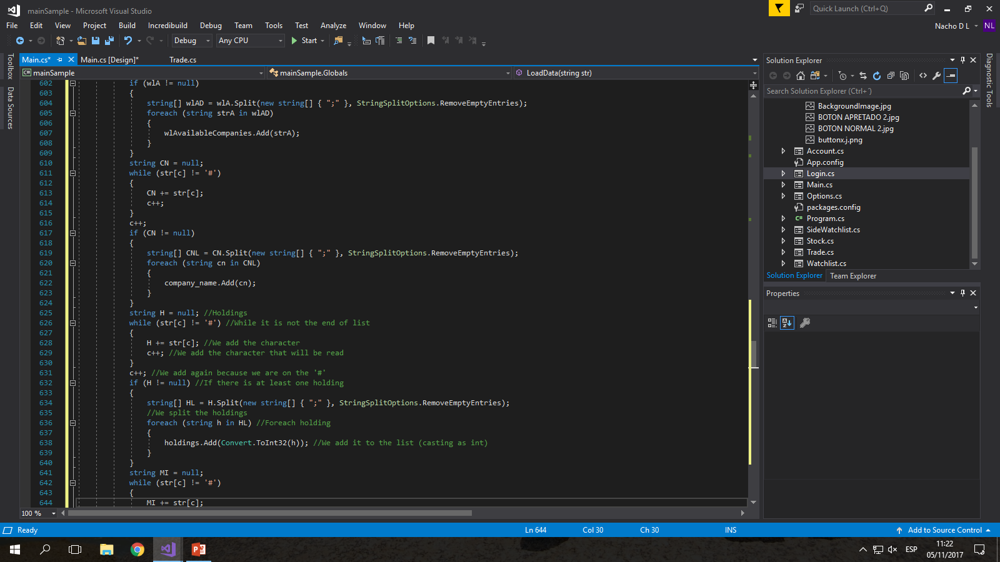 mainSample - Microsoft Visual Studio
Quick Launch (Ctrl+Q)
File Edit View Project Build Incredibuild Debug Team Tools Test Analyze Window Help
Nacho D L NL
Debug Any CPU Start
Toolbox
Data Sources
Main.cs* Main.cs [Design]* Trade.cs
C# mainSample mainSample.Globals LoadData(string str)
602 if (wlA != null)
603 {
604 string[] wlAD = wlA.Split(new string[] { ";" }, StringSplitOptions.RemoveEmptyEntries);
605 foreach (string strA in wlAD)
606 {
607 wlAvailableCompanies.Add(strA);
608 }
609 }
610 string CN = null;
611 while (str[c] != '#')
612 {
613 CN += str[c];
614 c++;
615 }
616 c++;
617 if (CN != null)
618 {
619 string[] CNL = CN.Split(new string[] { ";" }, StringSplitOptions.RemoveEmptyEntries);
620 foreach (string cn in CNL)
621 {
622 company_name.Add(cn);
623 }
624 }
625 string H = null; //Holdings
626 while (str[c] != '#') //While it is not the end of list
627 {
628 H += str[c]; //We add the character
629 c++; //We add the character that will be read
630 }
631 c++; //We add again because we are on the '#'
632 if (H != null) //If there is at least one holding
633 {
634 string[] HL = H.Split(new string[] { ";" }, StringSplitOptions.RemoveEmptyEntries);
635 //We split the holdings
636 foreach (string h in HL) //Foreach holding
637 {
638 holdings.Add(Convert.ToInt32(h)); //We add it to the list (casting as int)
639 }
640 }
641 string MI = null;
642 while (str[c] != '#')
643 {
644 MI += str[c];
100 %
Solution Explorer
Search Solution Explorer (Ctrl+´)
BackgroundImage.jpg
BOTON APRETADO 2.jpg
BOTON NORMAL 2.jpg
buttonx.j.png
Account.cs
App.config
Login.cs
Main.cs
Options.cs
packages.config
C# Program.cs
SideWatchlist.cs
Stock.cs
Trade.cs
Watchlist.cs
Solution Explorer Team Explorer
Properties
Diagnostic Tools
Ready Ln 644 Col 30 Ch 30 INS Add to Source Control
ESP
11:22
05/11/2017